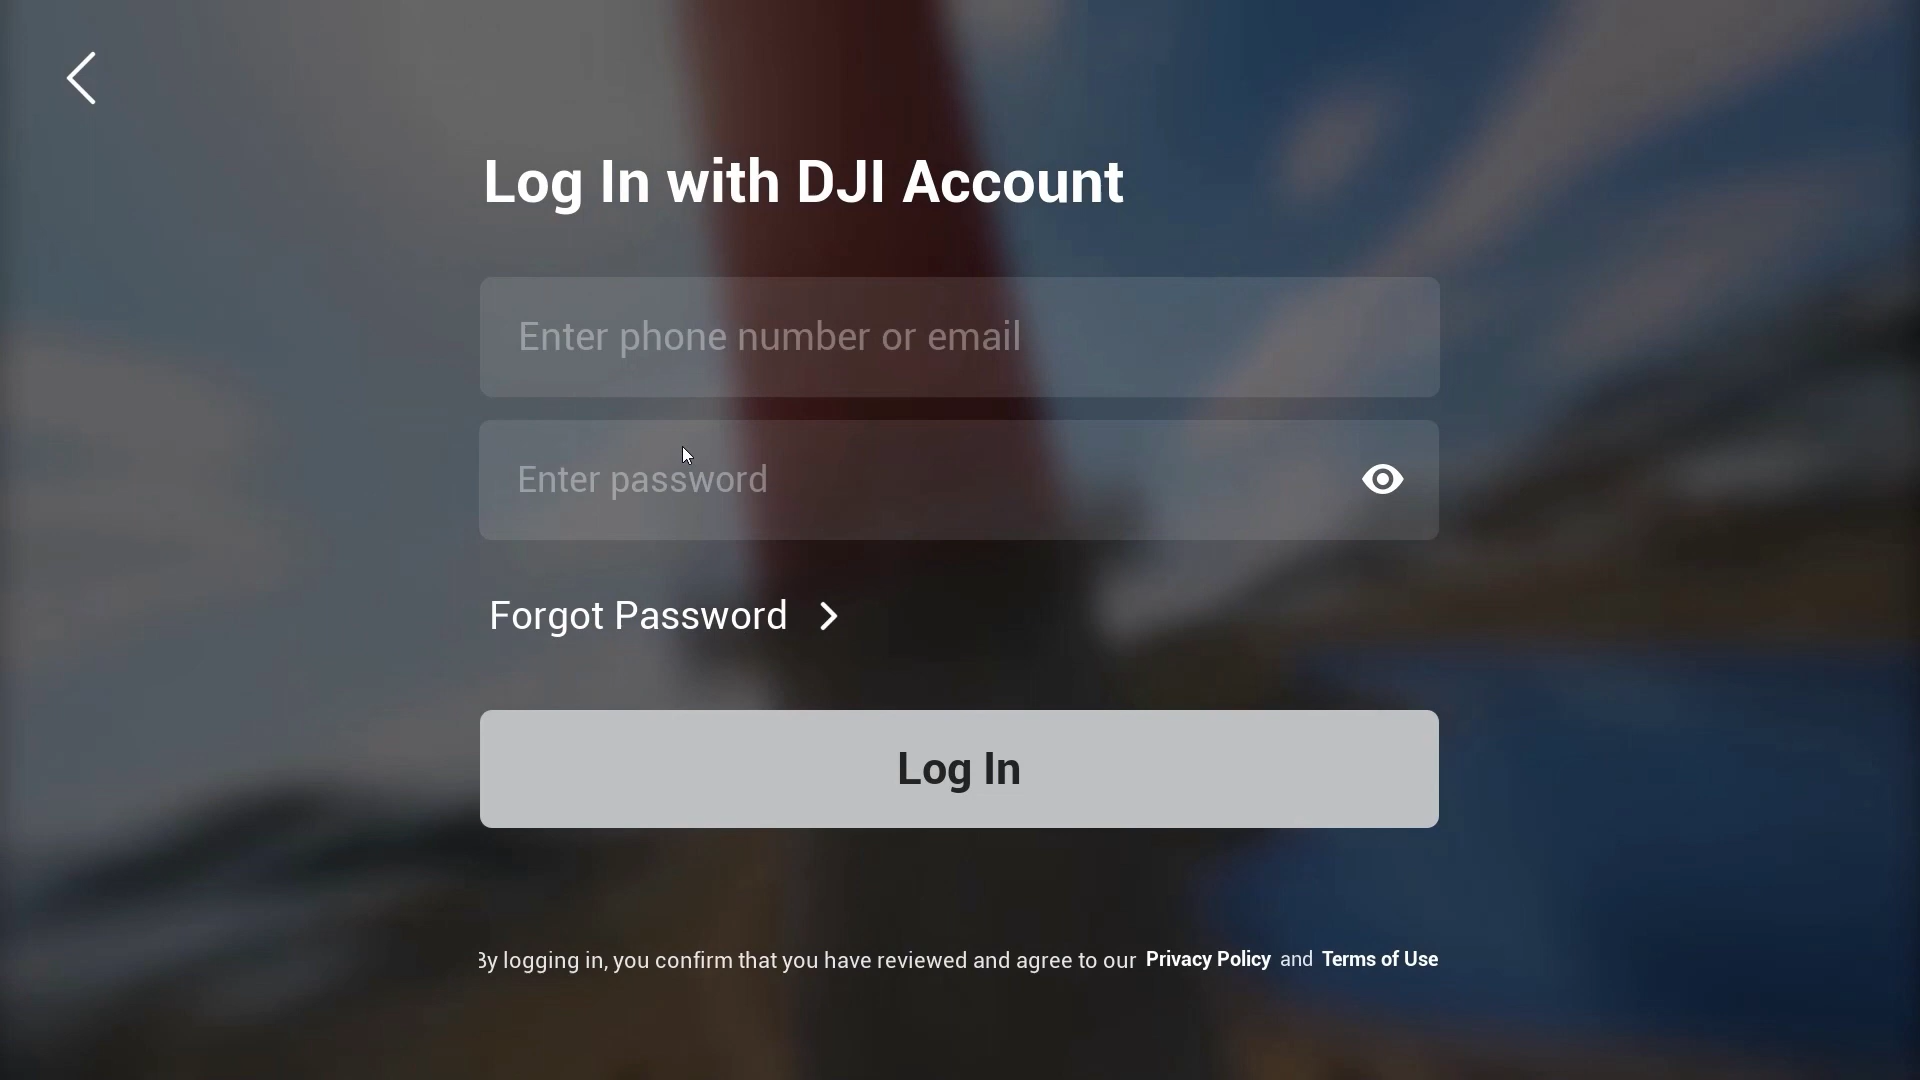 Log In with DJI Account
Enter phone number or email
Enter password
Forgot Password
Log In
By logging in, you confirm that you have reviewed and agree to our Privacy Policy and Terms of Use